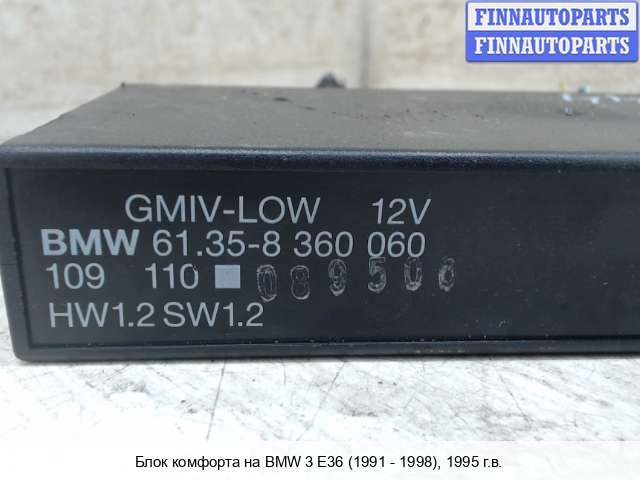 FINNAUTOPARTS
FINNAUTOPARTS
GMIV-LOW 12V
BMW 61.35-8 360 060
109 110 089506
HW1.2 SW1.2
Блок комфорта на BMW 3 E36 (1991 - 1998), 1995 г.в.